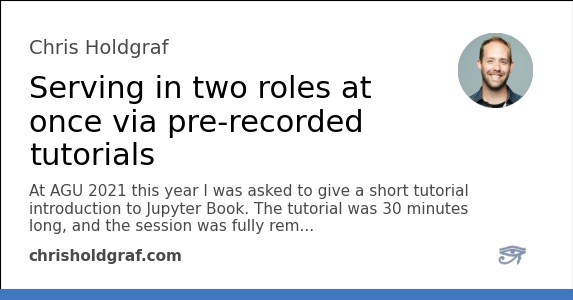 Chris Holdgraf
Serving in two roles at
once via pre-recorded
tutorials
At AGU 2021 this year I was asked to give a short tutorial
introduction to Jupyter Book. The tutorial was 30 minutes
long, and the session was fully rem...
chrisholdgraf.com